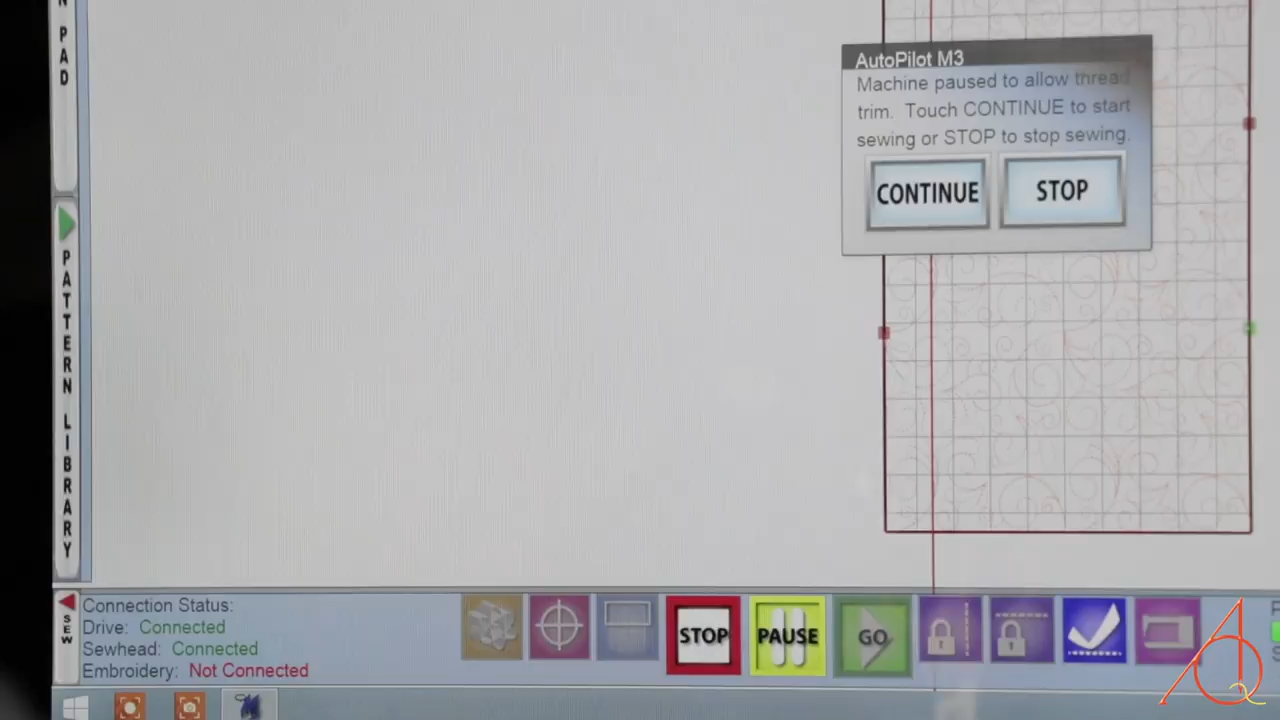 N PAD
AutoPilot M3
Machine paused to allow thread
trim. Touch CONTINUE to start
sewing or STOP to stop sewing.
CONTINUE
STOP
PATTERN LIBRARY
SEW
Connection Status:
Drive: Connected
Sewhead: Connected
Embroidery: Not Connected
STOP
PAUSE
GO
AQ